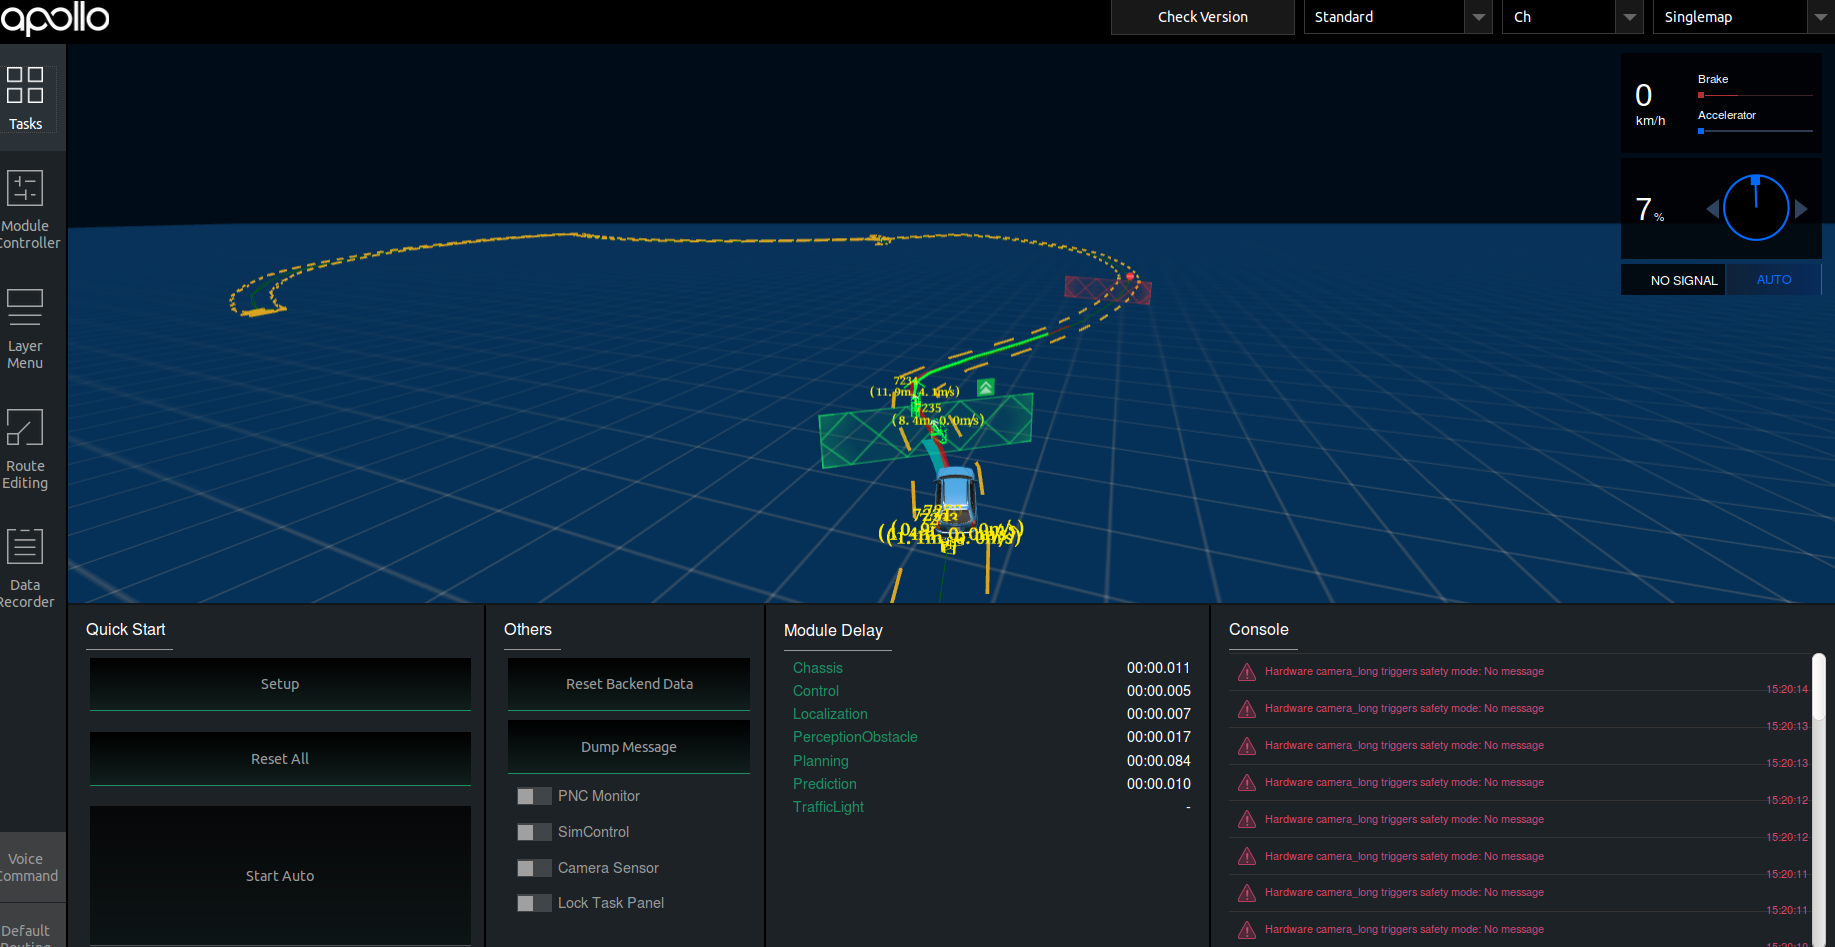 apollo
Check Version
Standard
Ch
Singlemap
Tasks
Module
Controller
Layer
Menu
Route
Editing
Data
Recorder
Voice
Command
Default
0
km/h
Brake
Accelerator
7 %
NO SIGNAL
AUTO
7234
(11.9m, 4.1m/s)
7235
(8.4m, 0.0m/s)
Quick Start
Setup
Reset All
Start Auto
Others
Reset Backend Data
Dump Message
PNC Monitor
SimControl
Camera Sensor
Lock Task Panel
Module Delay
Chassis 00:00.011
Control 00:00.005
Localization 00:00.007
PerceptionObstacle 00:00.017
Planning 00:00.084
Prediction 00:00.010
TrafficLight -
Console
Hardware camera_long triggers safety mode: No message
15:20:14
Hardware camera_long triggers safety mode: No message
15:20:13
Hardware camera_long triggers safety mode: No message
15:20:13
Hardware camera_long triggers safety mode: No message
15:20:12
Hardware camera_long triggers safety mode: No message
15:20:12
Hardware camera_long triggers safety mode: No message
15:20:11
Hardware camera_long triggers safety mode: No message
15:20:11
Hardware camera_long triggers safety mode: No message